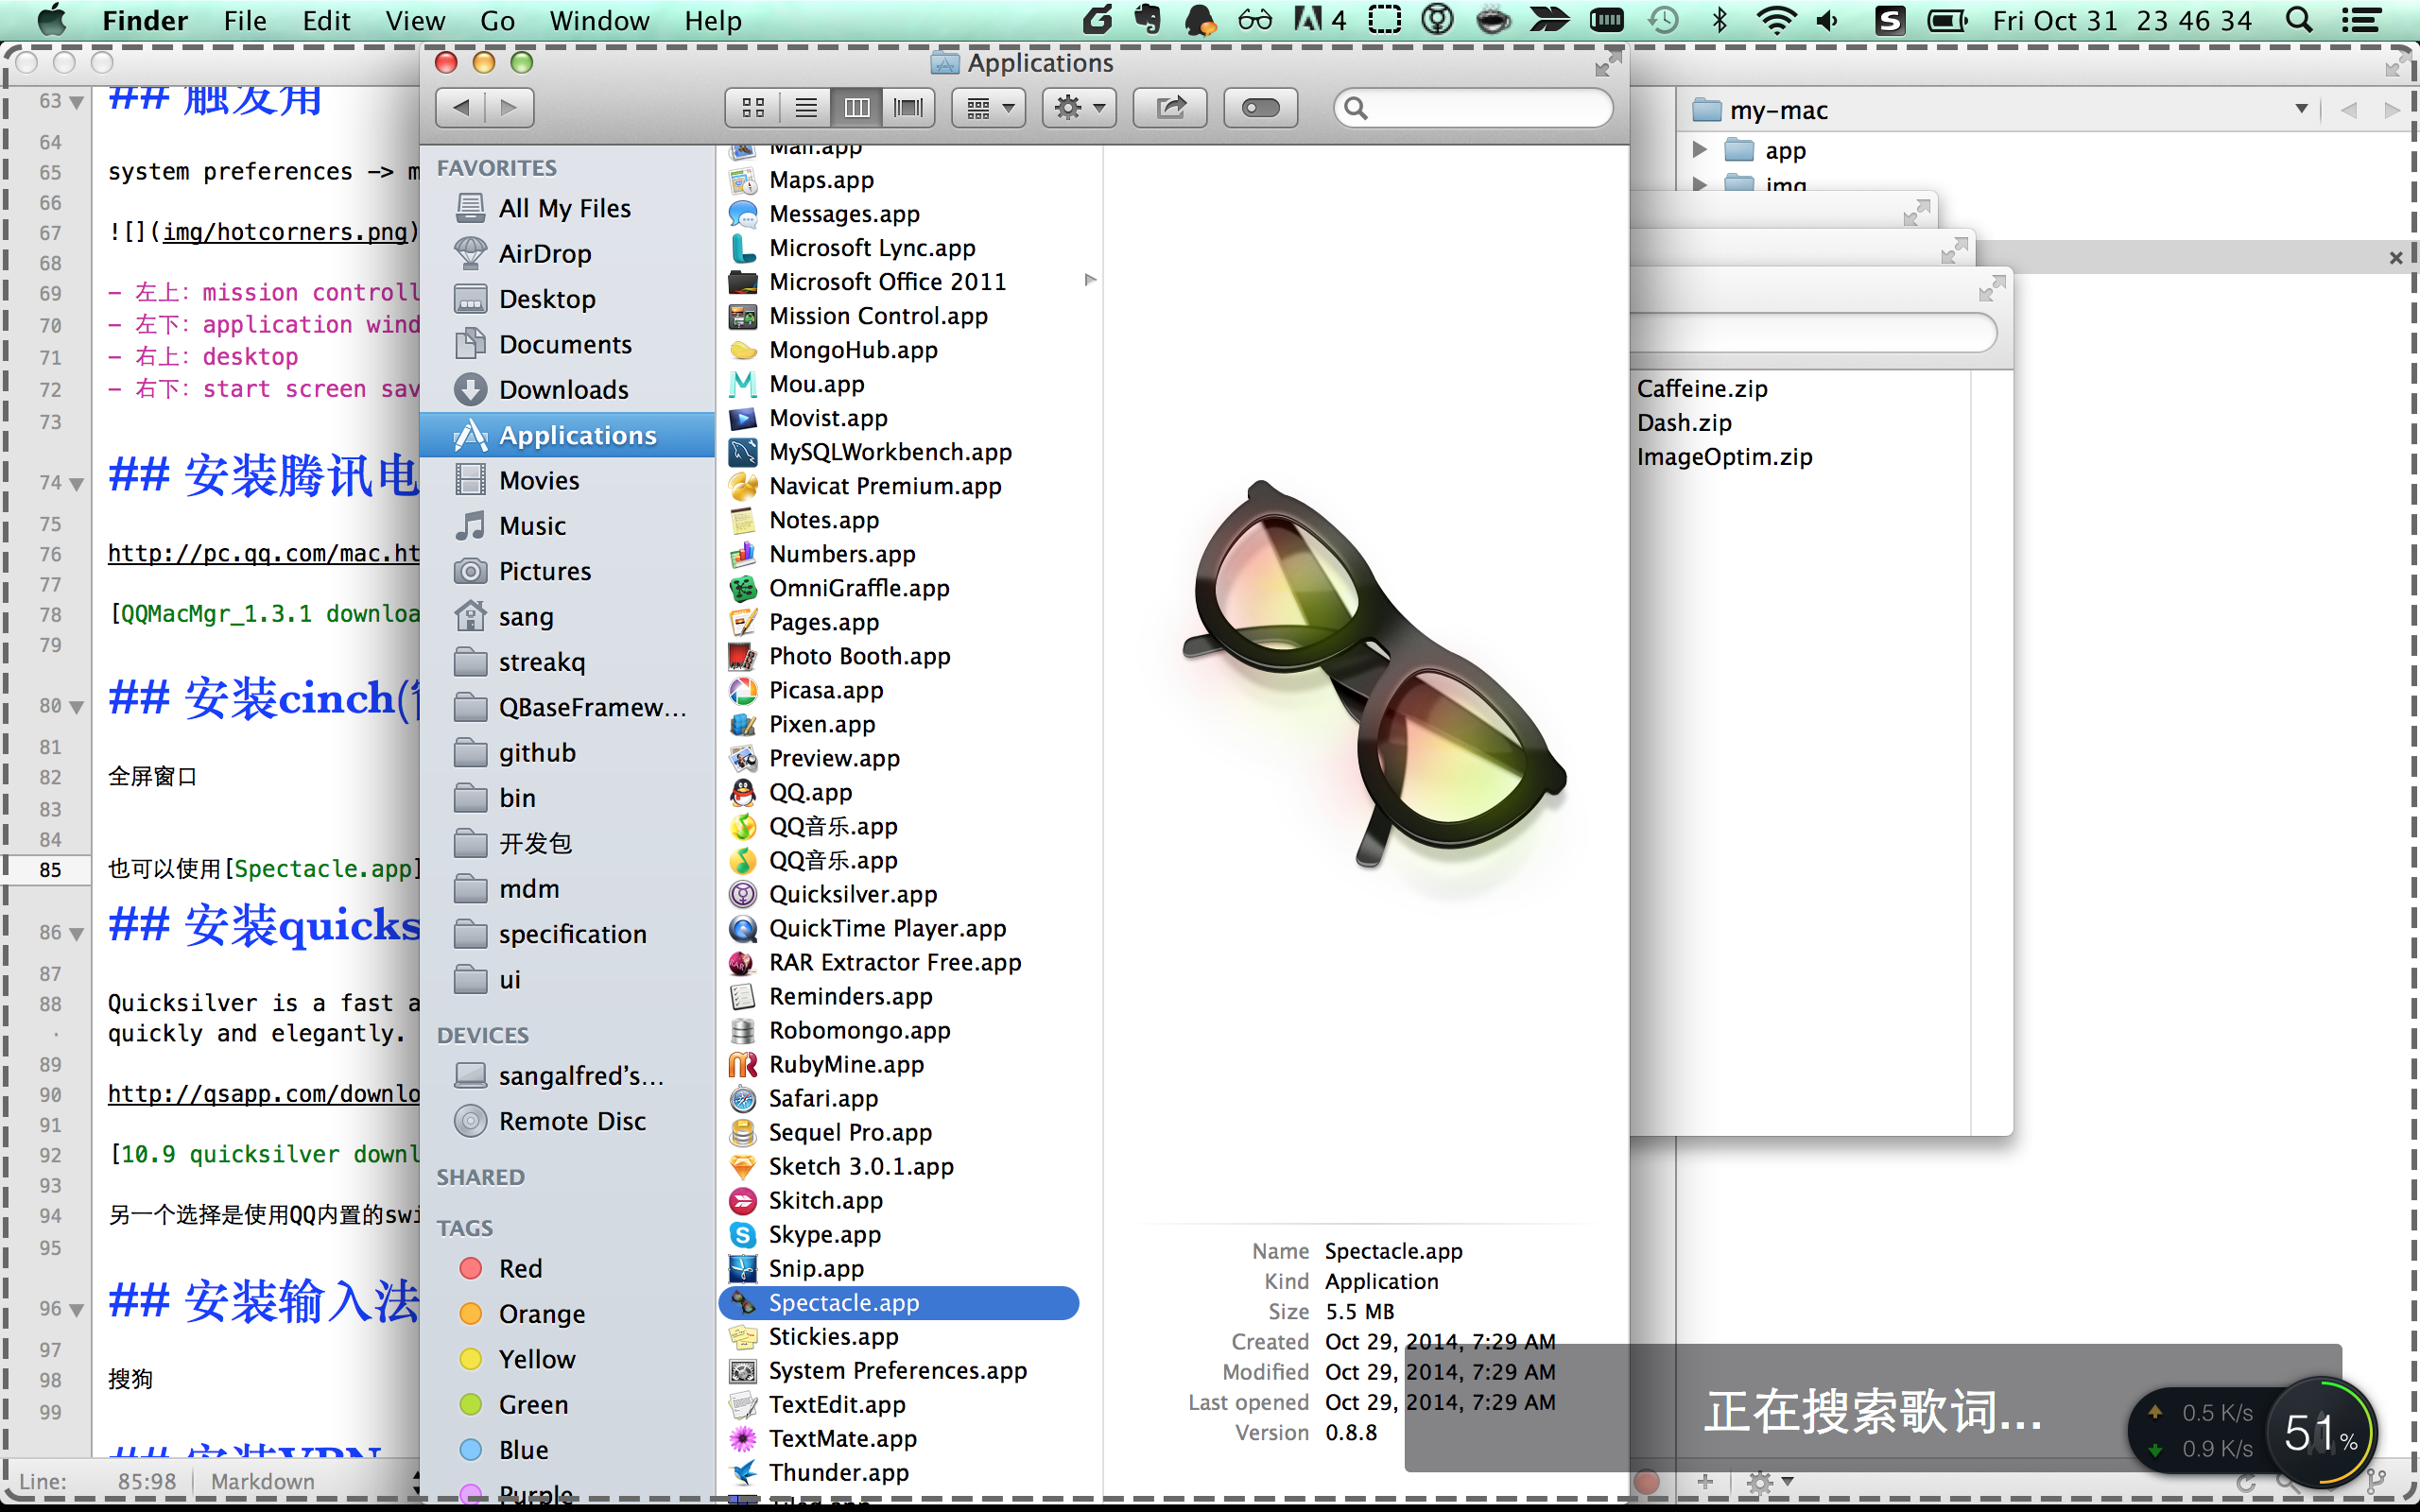 Finder File Edit View Go Window Help 4 Fri Oct 31 23 46 34
63 ## 触发角
64
65 system preferences -> m
66
67 ![](img/hotcorners.png)
68
69 - 左上: mission controll
70 - 左下: application wind
71 - 右上: desktop
72 - 右下: start screen sav
73
74 ## 安装腾讯电
75
76 http://pc.qq.com/mac.ht
77
78 [QQMacMgr_1.3.1 downloa
79
80 ## 安装cinch(
81
82 全屏窗口
83
84
85 也可以使用[Spectacle.app]
86 ## 安装quicks
87
88 Quicksilver is a fast a
quickly and elegantly.
89
90 http://qsapp.com/downlo
91
92 [10.9 quicksilver downl
93
94 另一个选择是使用QQ内置的swi
95
96 ## 安装输入法
97
98 搜狗
99
## 安装VPN
Line: 85:98 Markdown
Applications
FAVORITES
All My Files
AirDrop
Desktop
Documents
Downloads
Applications
Movies
Music
Pictures
sang
streakq
QBaseFramew...
github
bin
开发包
mdm
specification
ui
DEVICES
sangalfred's...
Remote Disc
SHARED
TAGS
Red
Orange
Yellow
Green
Blue
Purple
Mail.app
Maps.app
Messages.app
Microsoft Lync.app
Microsoft Office 2011
Mission Control.app
MongoHub.app
Mou.app
Movist.app
MySQLWorkbench.app
Navicat Premium.app
Notes.app
Numbers.app
OmniGraffle.app
Pages.app
Photo Booth.app
Picasa.app
Pixen.app
Preview.app
QQ.app
QQ音乐.app
QQ音乐.app
Quicksilver.app
QuickTime Player.app
RAR Extractor Free.app
Reminders.app
Robomongo.app
RubyMine.app
Safari.app
Sequel Pro.app
Sketch 3.0.1.app
Skitch.app
Skype.app
Snip.app
Spectacle.app
Stickies.app
System Preferences.app
TextEdit.app
TextMate.app
Thunder.app
Name Spectacle.app
Kind Application
Size 5.5 MB
Created Oct 29, 2014, 7:29 AM
Modified Oct 29, 2014, 7:29 AM
Last opened Oct 29, 2014, 7:29 AM
Version 0.8.8
my-mac
app
img
Caffeine.zip
Dash.zip
ImageOptim.zip
正在搜索歌词...
0.5 K/s
0.9 K/s
51%